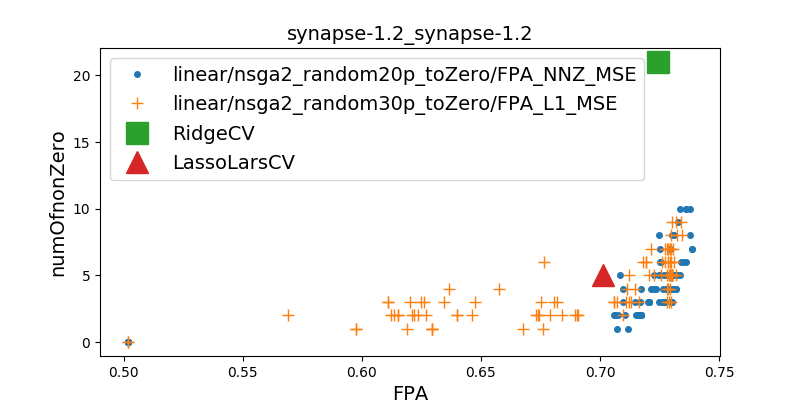 synapse-1.2_synapse-1.2
linear/nsga2_random20p_toZero/FPA_NNZ_MSE
linear/nsga2_random30p_toZero/FPA_L1_MSE
RidgeCV
LassoLarsCV
numOfnonZero
20
15
10
5
0
0.50 0.55 0.60 0.65 0.70 0.75
FPA